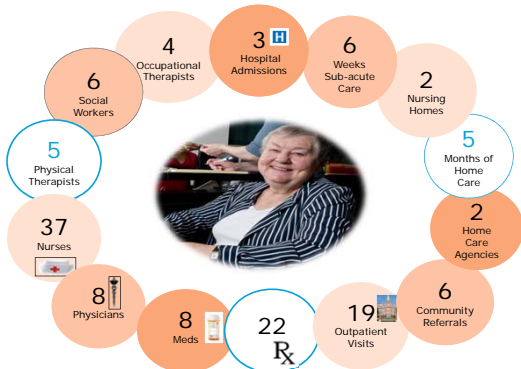 3
H
Hospital
Admissions
6
Weeks
Sub-acute
Care
2
Nursing
Homes
5
Months of
Home
Care
2
Home
Care
Agencies
6
Community
Referrals
19
Outpatient
Visits
22
Rx
8
Meds
8
Physicians
37
Nurses
5
Physical
Therapists
6
Social
Workers
4
Occupational
Therapists